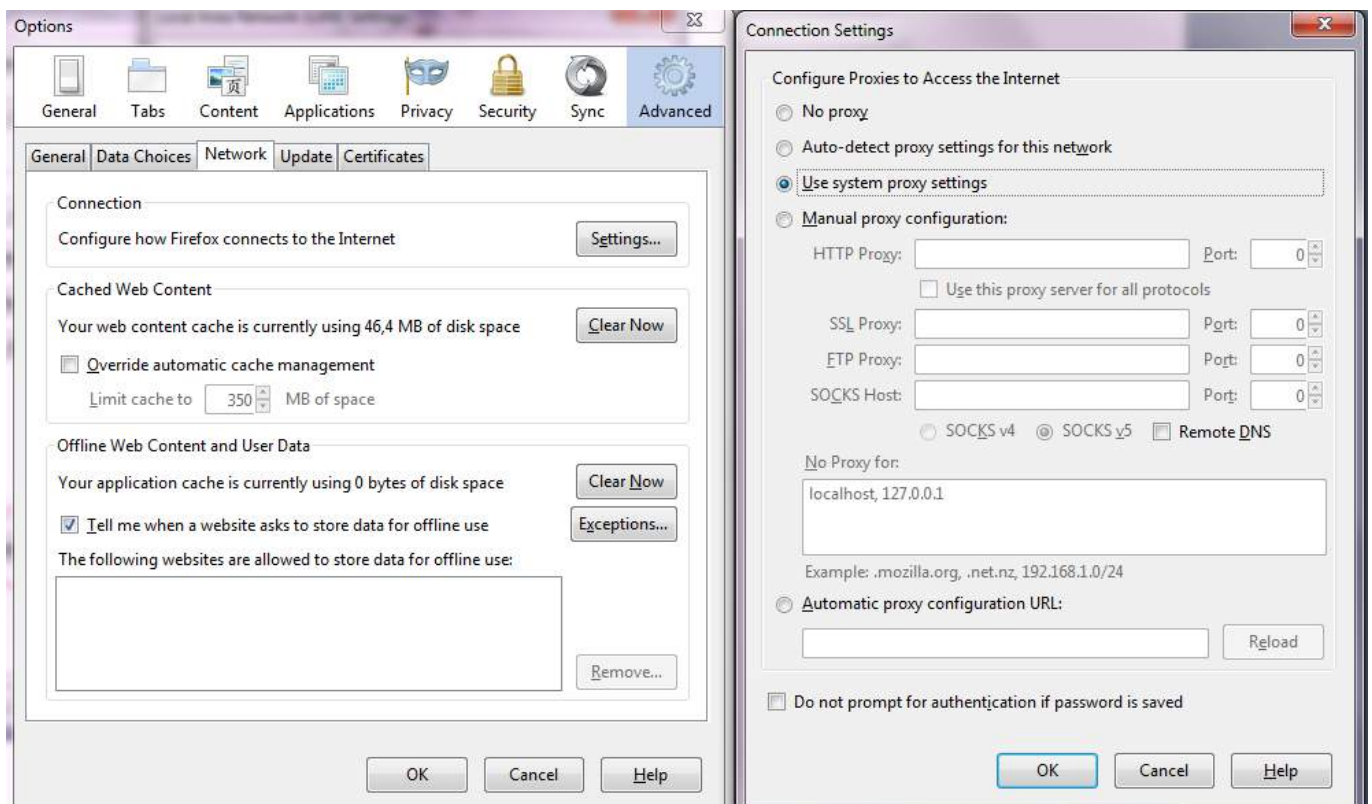 Options
General Tabs Content Applications Privacy Security Sync Advanced
页
General Data Choices Network Update Certificates
Connection
Configure how Firefox connects to the Internet Settings...
Cached Web Content
Your web content cache is currently using 46,4 MB of disk space Clear Now
Override automatic cache management
Limit cache to 350 MB of space
Offline Web Content and User Data
Your application cache is currently using 0 bytes of disk space Clear Now
Tell me when a website asks to store data for offline use Exceptions...
The following websites are allowed to store data for offline use:
Remove...
OK Cancel Help
Connection Settings
Configure Proxies to Access the Internet
No proxy
Auto-detect proxy settings for this network
Use system proxy settings
Manual proxy configuration:
HTTP Proxy: Port: 0
Use this proxy server for all protocols
SSL Proxy: Port: 0
FTP Proxy: Port: 0
SOCKS Host: Port: 0
SOCKS v4 SOCKS v5 Remote DNS
No Proxy for:
localhost, 127.0.0.1
Example: .mozilla.org, .net.nz, 192.168.1.0/24
Automatic proxy configuration URL:
Reload
Do not prompt for authentication if password is saved
OK Cancel Help